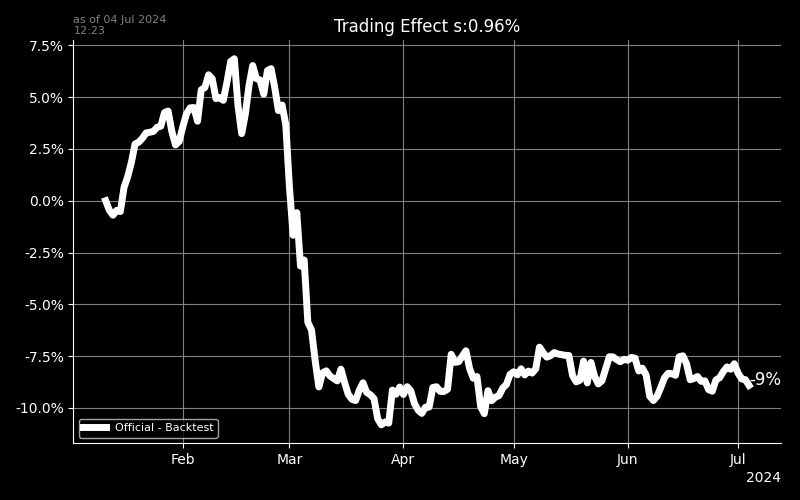 as of 04 Jul 2024
12:23
Trading Effect s:0.96%
7.5%
5.0%
2.5%
0.0%
-2.5%
-5.0%
-7.5%
-10.0%
-9%
Official - Backtest
Feb Mar Apr May Jun Jul
2024